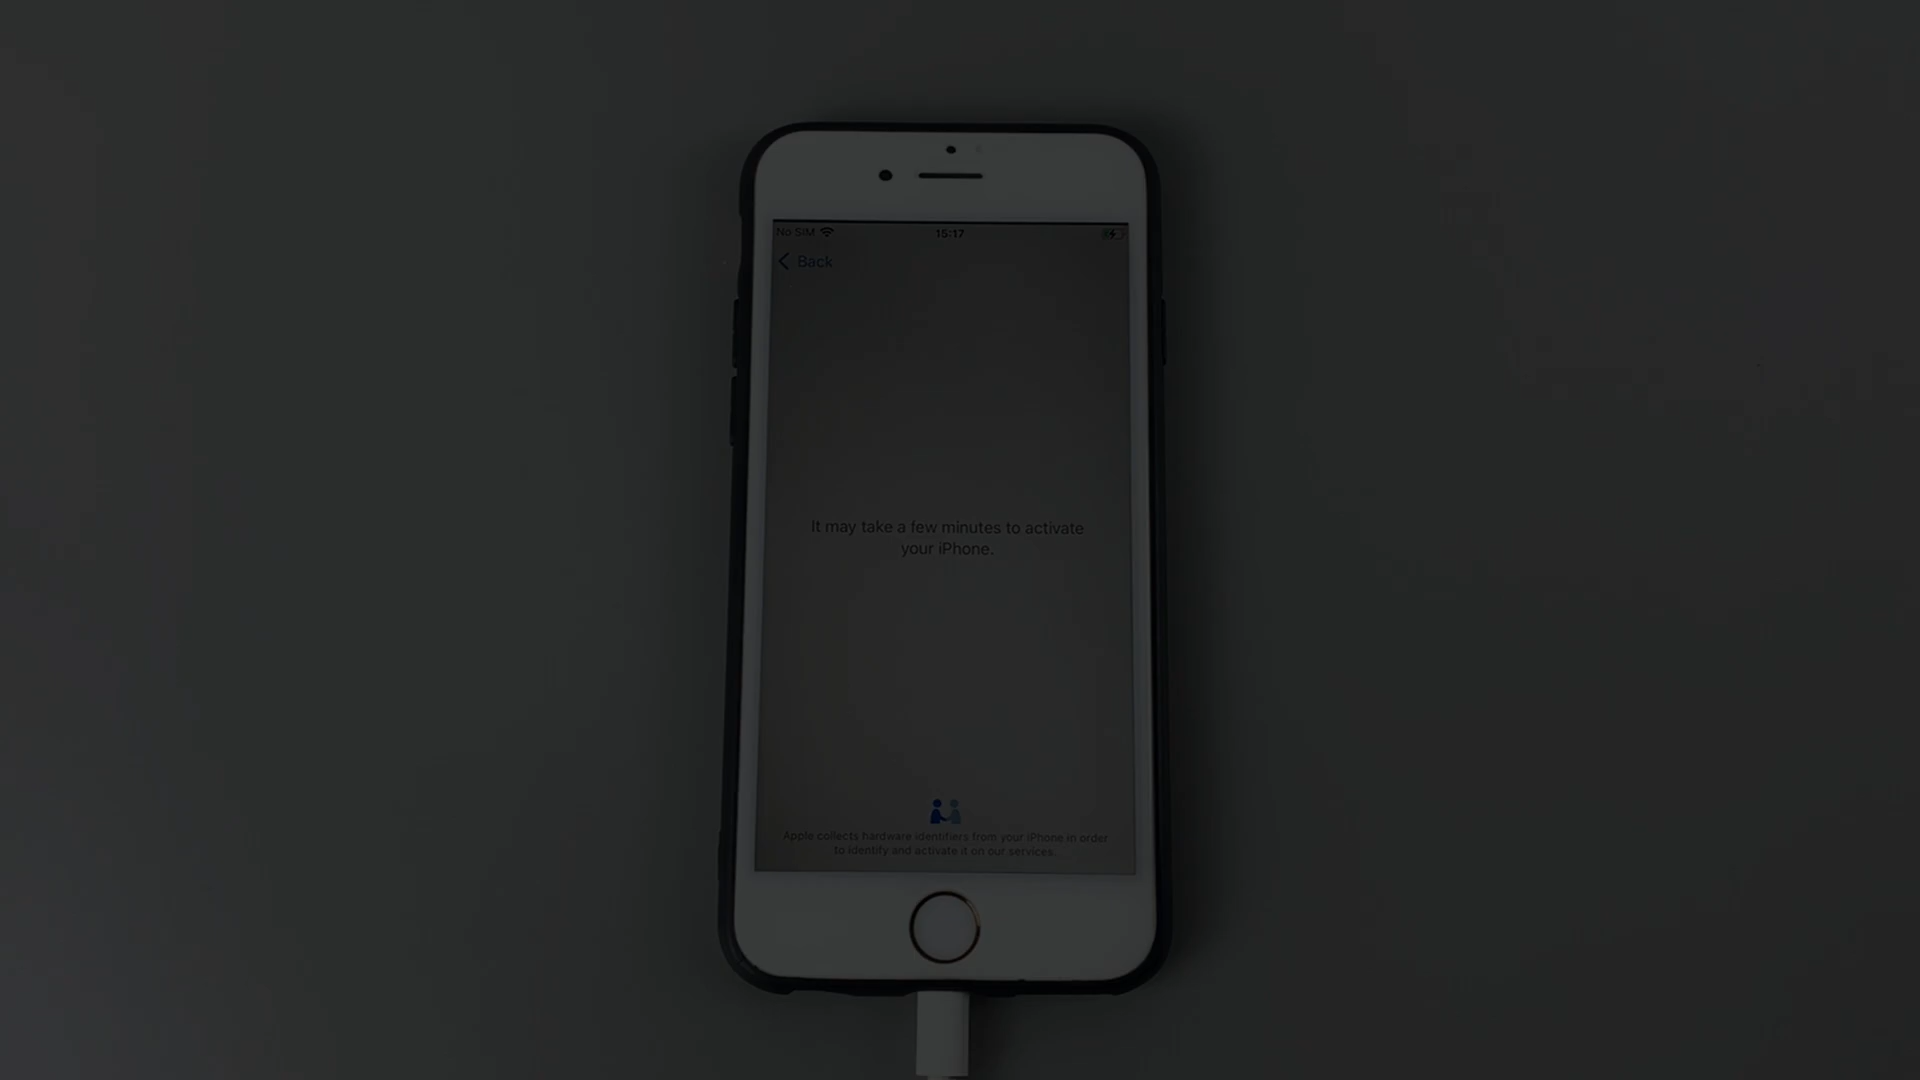 No SIM 15:17
Back
It may take a few minutes to activate
your iPhone.
Apple collects hardware identifiers from your iPhone in order
to identify and activate it on our services.